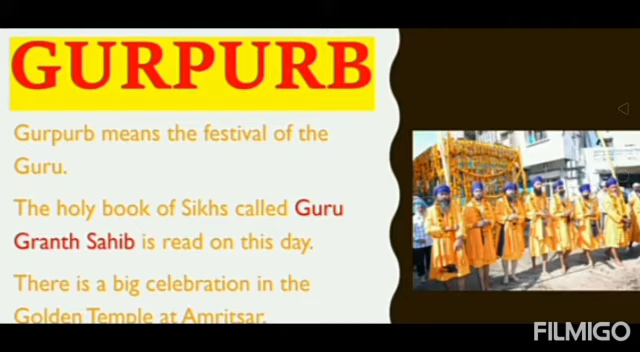 GURPURB
Gurpurb means the festival of the
Guru.
The holy book of Sikhs called Guru
Granth Sahib is read on this day.
There is a big celebration in the
Golden Temple at Amritsar.
FILMIGO